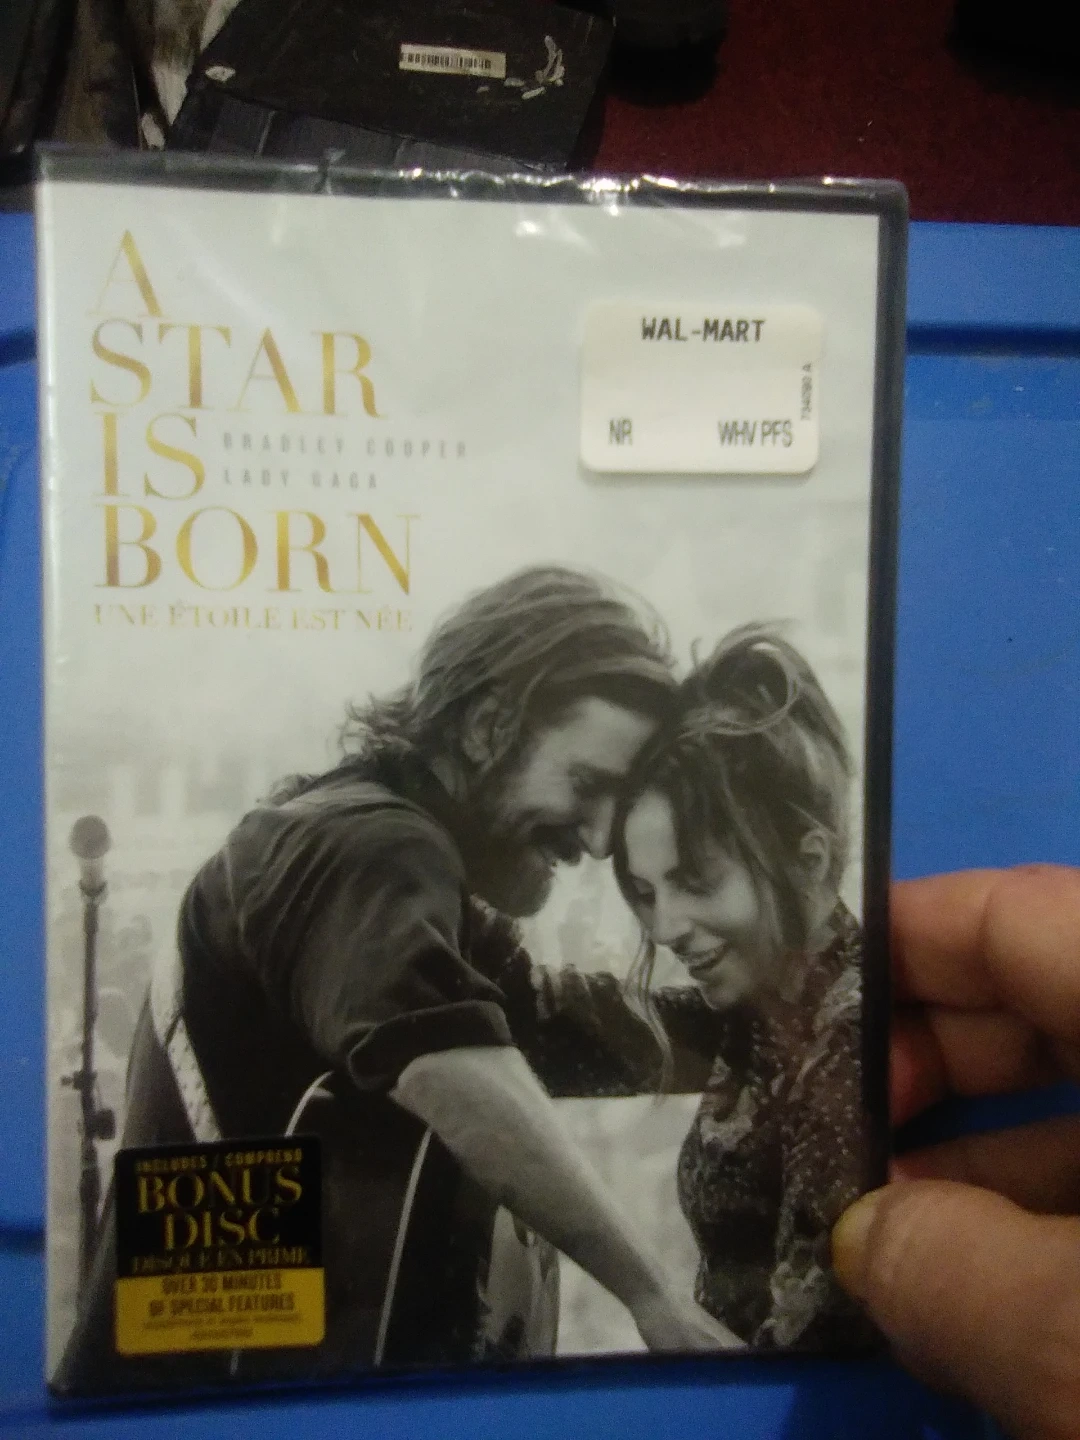 A
STAR
IS
BORN
BRADLEY COOPER
LADY GAGA
UNE ÉTOILE EST NÉE
WAL-MART
NR
WHV PFS
734090 A
INCLUDES / COMPREND
BONUS
DISC
DISQUE EN PRIME
OVER 30 MINUTES
OF SPECIAL FEATURES